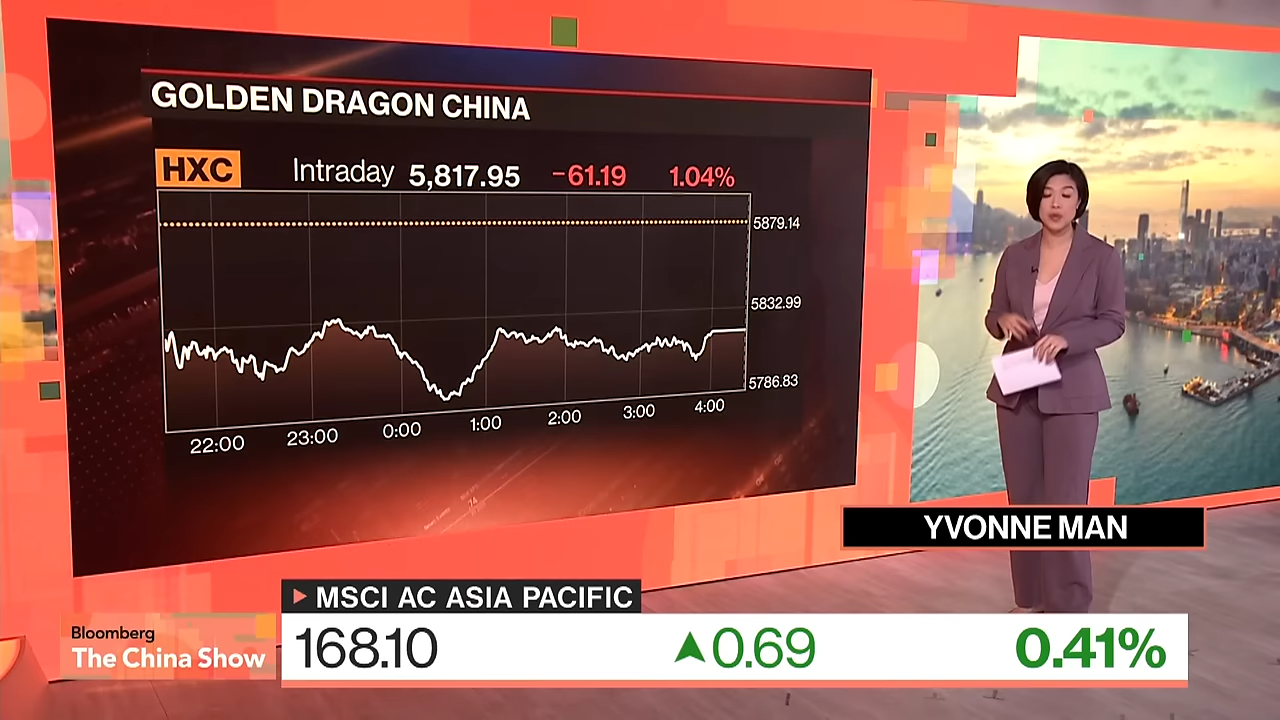 GOLDEN DRAGON CHINA
HXC Intraday 5,817.95 -61.19 1.04%
5879.14
5832.99
5786.83
22:00 23:00 0:00 1:00 2:00 3:00 4:00
YVONNE MAN
MSCI AC ASIA PACIFIC
Bloomberg
The China Show
168.10 ▲0.69 0.41%